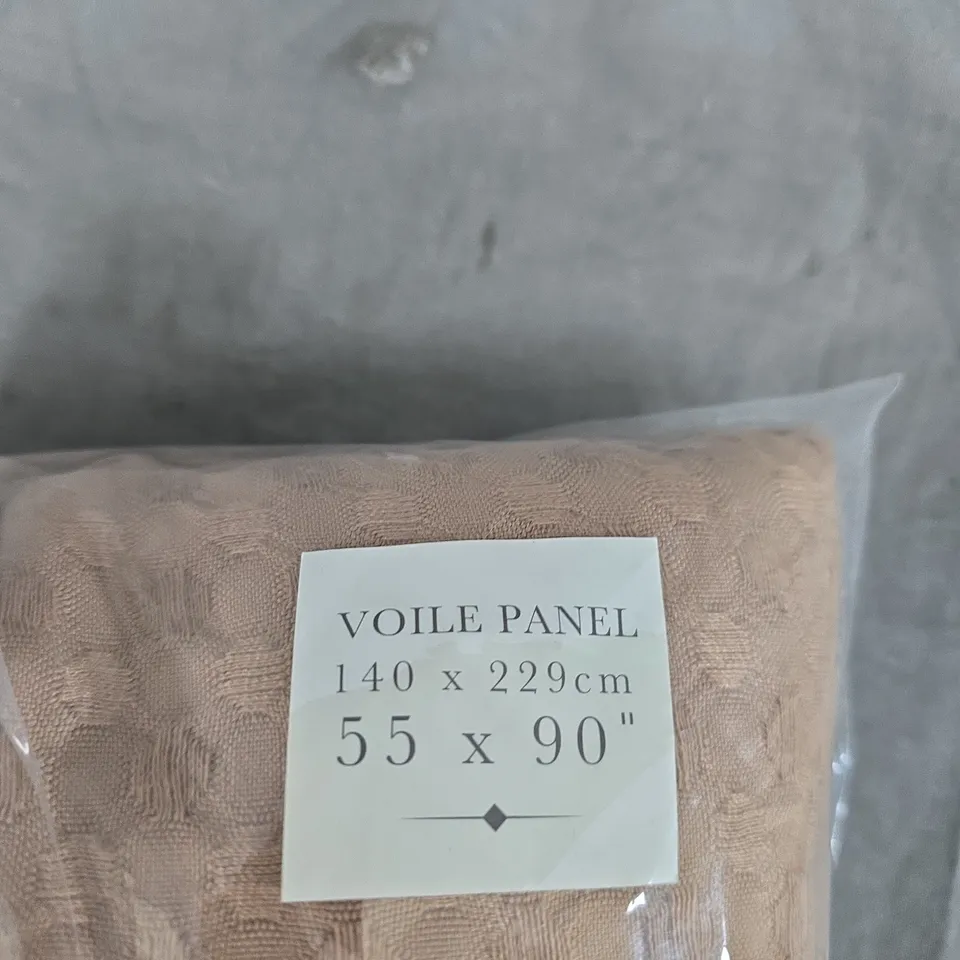 VOILE PANEL
140 x 229cm
55 x 90"